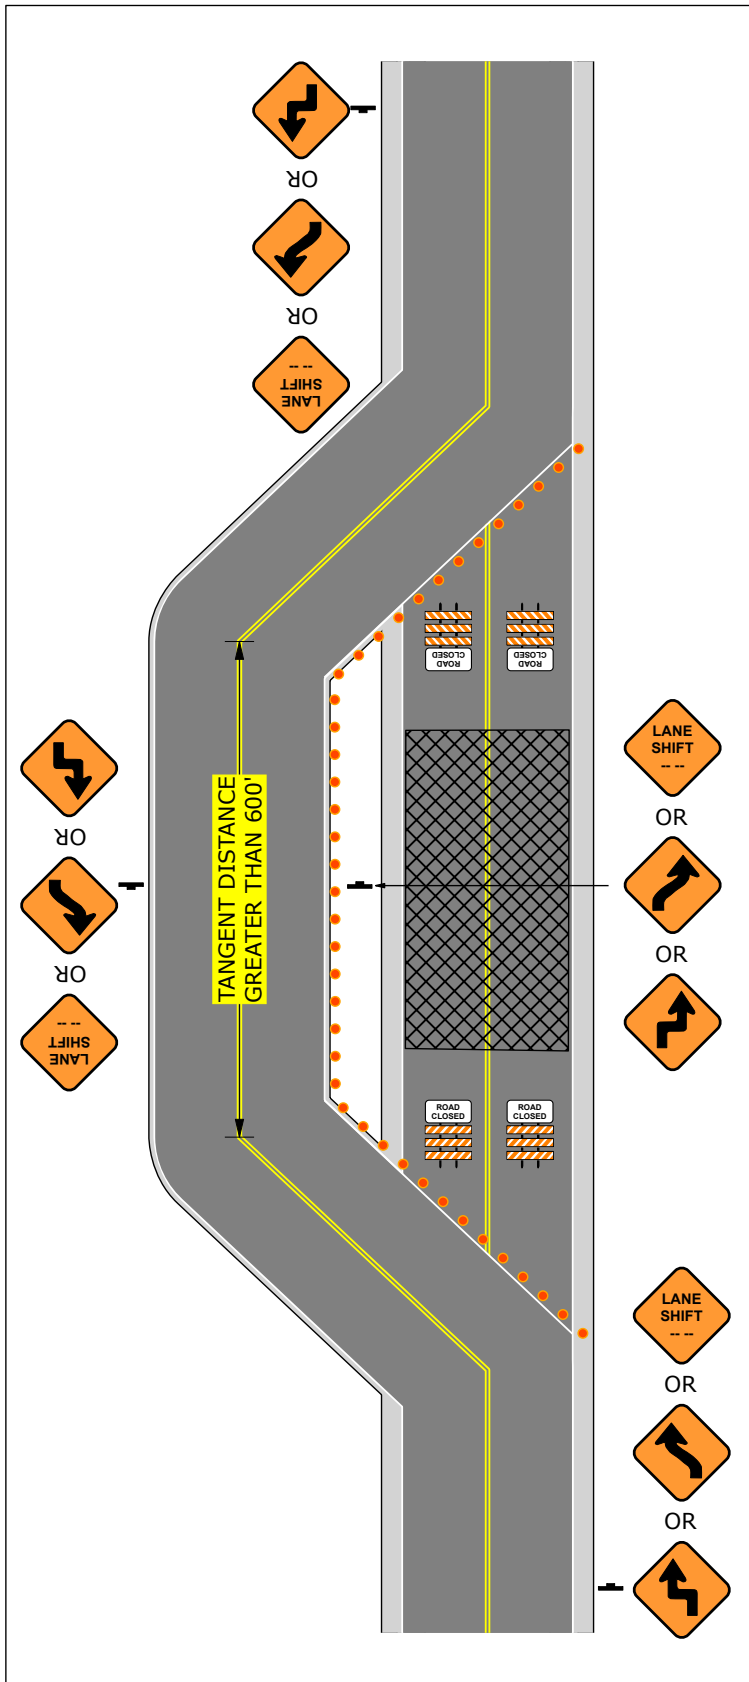 OR
OR
LANE
SHIFT
-- --
ROAD
CLOSED
ROAD
CLOSED
LANE
SHIFT
-- --
OR
OR
TANGENT DISTANCE
GREATER THAN 600'
OR
OR
LANE
SHIFT
-- --
ROAD
CLOSED
ROAD
CLOSED
LANE
SHIFT
-- --
OR
OR